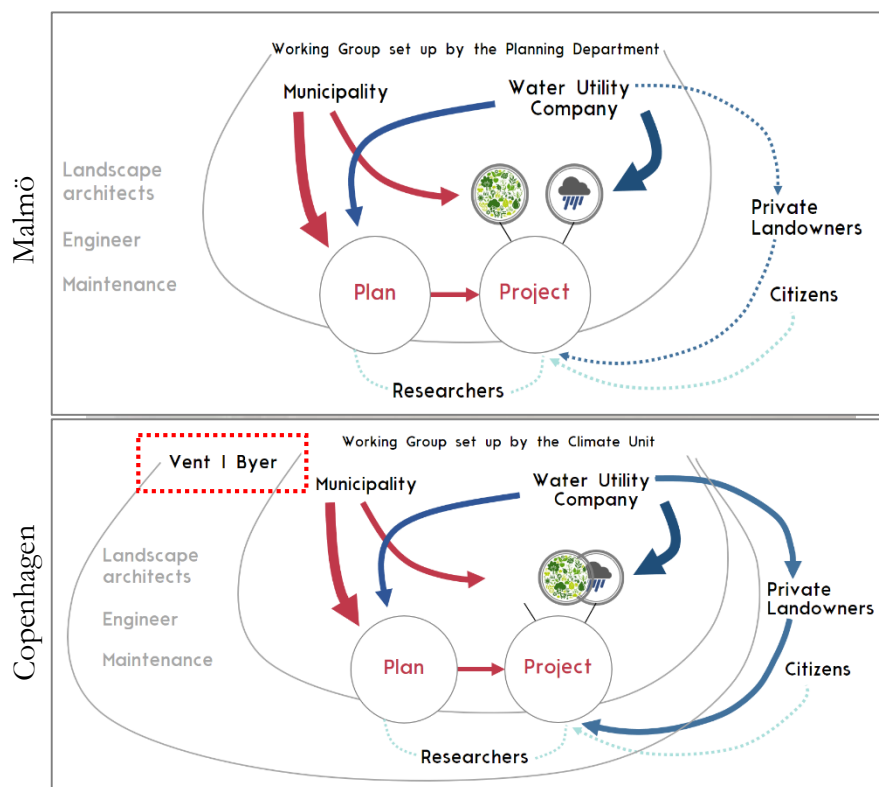 Malmö
Working Group set up by the Planning Department
Municipality
Water Utility
Company
Landscape
architects
Engineer
Maintenance
Private
Landowners
Citizens
Plan
Project
Researchers
Copenhagen
Vent I Byer
Working Group set up by the Climate Unit
Municipality
Water Utility
Company
Landscape
architects
Engineer
Maintenance
Private
Landowners
Citizens
Plan
Project
Researchers